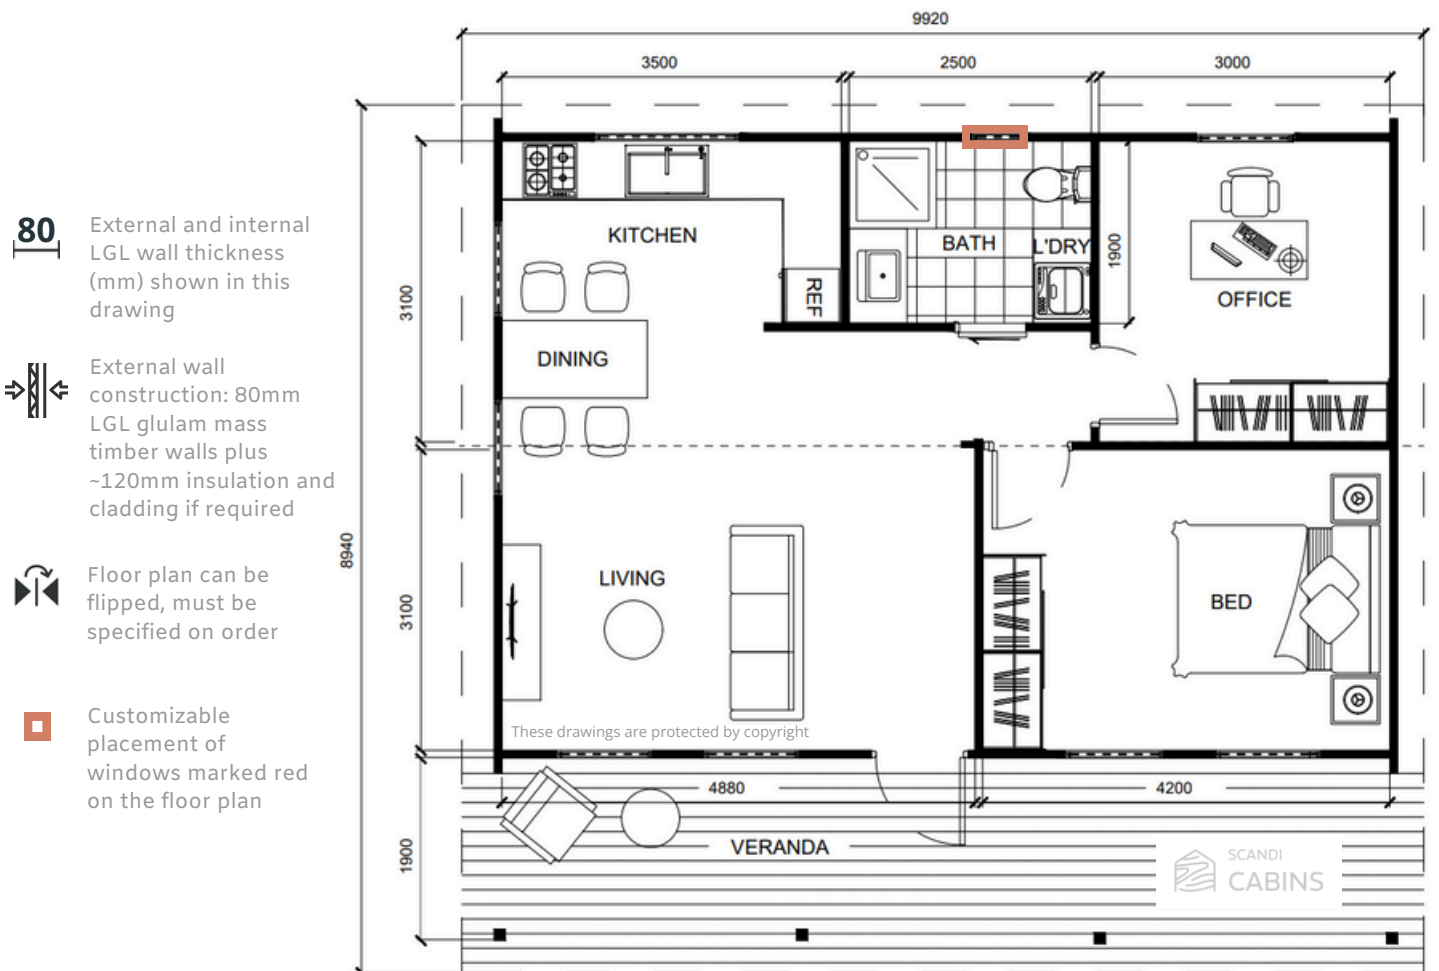 9920
3500
2500
3000
80
External and internal
LGL wall thickness
(mm) shown in this
drawing
External wall
construction: 80mm
LGL glulam mass
timber walls plus
~120mm insulation and
cladding if required
Floor plan can be
flipped, must be
specified on order
Customizable
placement of
windows marked red
on the floor plan
8940
3100
3100
1900
KITCHEN
REF
DINING
BATH
L'DRY
1900
OFFICE
LIVING
BED
These drawings are protected by copyright
4880
4200
VERANDA
SCANDI
CABINS